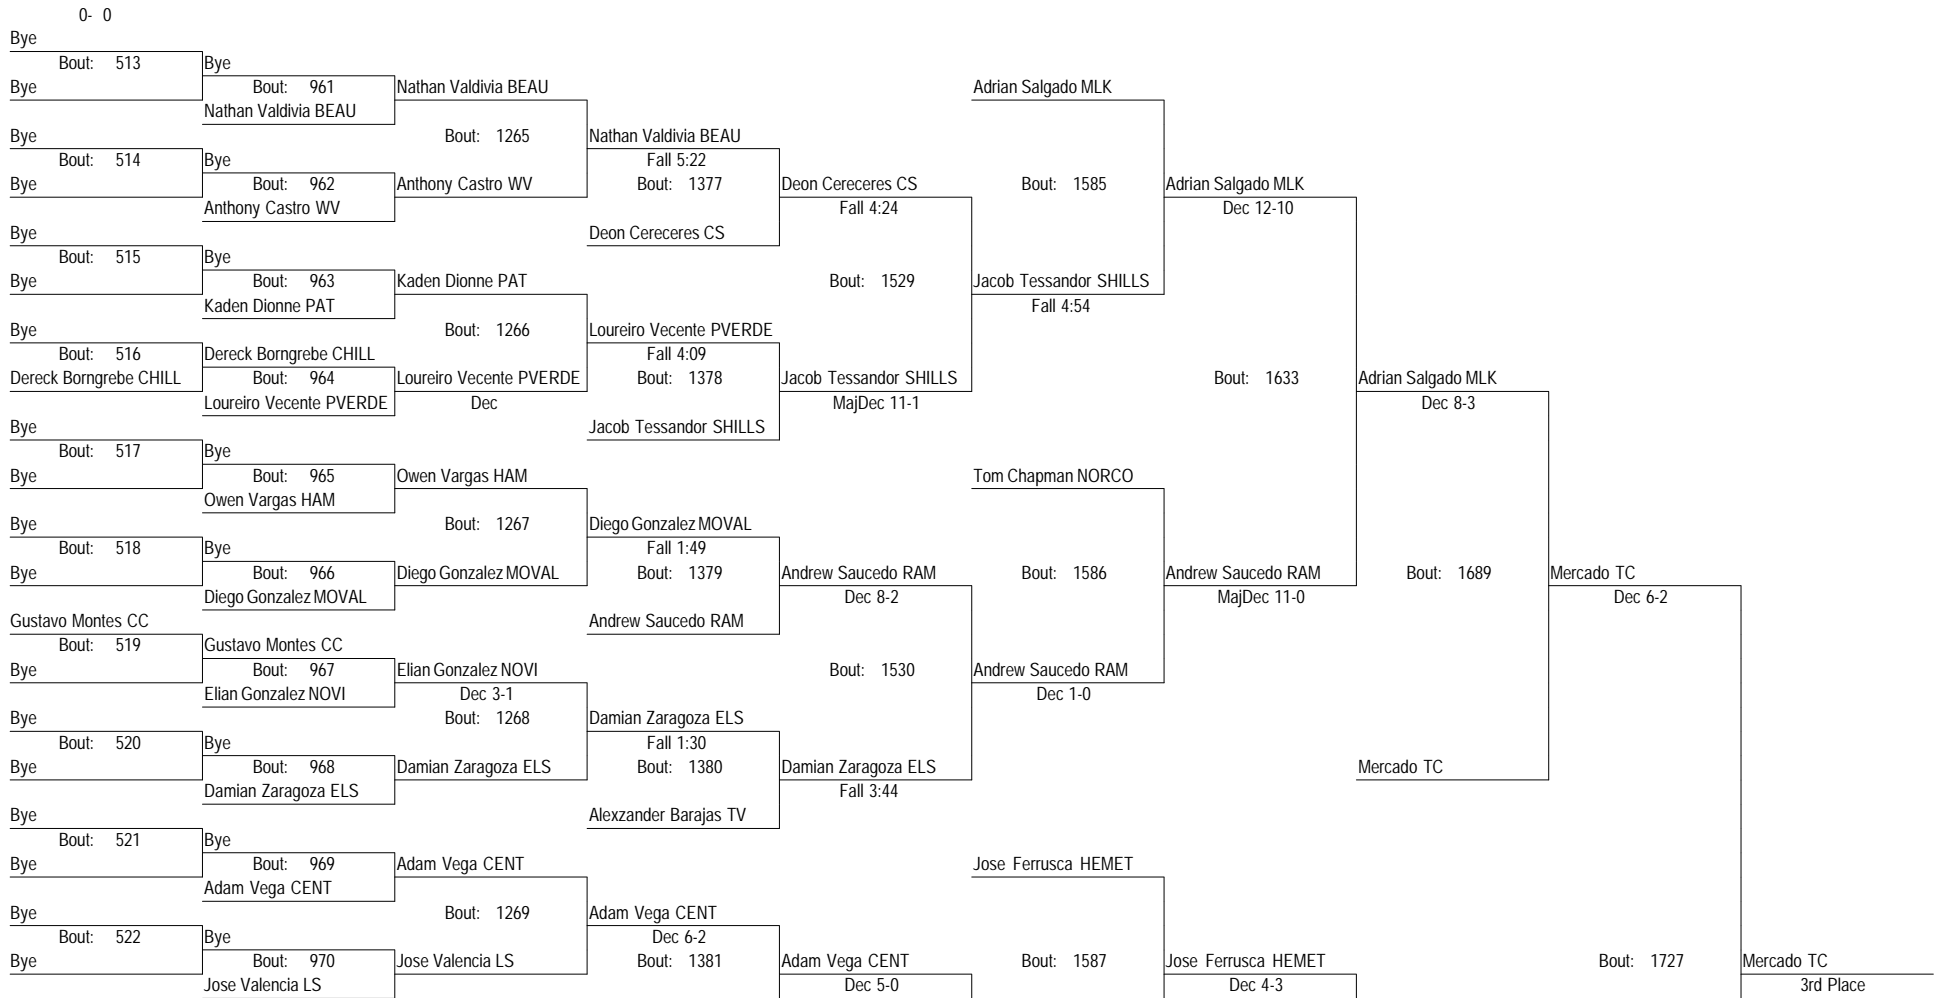 0- 0
Bye
Bout: 513 Bye
Bye Bout: 961 Nathan Valdivia BEAU Adrian Salgado MLK
Nathan Valdivia BEAU
Bye Bout: 1265 Nathan Valdivia BEAU
Bout: 514 Bye Fall 5:22
Bye Bout: 962 Anthony Castro WV Bout: 1377 Deon Cereceres CS Bout: 1585 Adrian Salgado MLK
Anthony Castro WV Fall 4:24 Dec 12-10
Bye Deon Cereceres CS
Bout: 515 Bye
Bye Bout: 963 Kaden Dionne PAT Bout: 1529 Jacob Tessandor SHILLS
Kaden Dionne PAT Fall 4:54
Bye Bout: 1266 Loureiro Vecente PVERDE
Bout: 516 Dereck Borngrebe CHILL Fall 4:09
Dereck Borngrebe CHILL Bout: 964 Loureiro Vecente PVERDE Bout: 1378 Jacob Tessandor SHILLS Bout: 1633 Adrian Salgado MLK
Loureiro Vecente PVERDE Dec MajDec 11-1 Dec 8-3
Bye Jacob Tessandor SHILLS
Bout: 517 Bye
Bye Bout: 965 Owen Vargas HAM Tom Chapman NORCO
Owen Vargas HAM
Bye Bout: 1267 Diego Gonzalez MOVAL
Bout: 518 Bye Fall 1:49
Bye Bout: 966 Diego Gonzalez MOVAL Bout: 1379 Andrew Saucedo RAM Bout: 1586 Andrew Saucedo RAM Bout: 1689 Mercado TC
Diego Gonzalez MOVAL Dec 8-2 MajDec 11-0 Dec 6-2
Gustavo Montes CC Andrew Saucedo RAM
Bout: 519 Gustavo Montes CC
Bye Bout: 967 Elian Gonzalez NOVI Bout: 1530 Andrew Saucedo RAM
Elian Gonzalez NOVI Dec 3-1 Dec 1-0
Bye Bout: 1268 Damian Zaragoza ELS
Bout: 520 Bye Fall 1:30
Bye Bout: 968 Damian Zaragoza ELS Bout: 1380 Damian Zaragoza ELS Mercado TC
Damian Zaragoza ELS Fall 3:44
Bye Alexzander Barajas TV
Bout: 521 Bye
Bye Bout: 969 Adam Vega CENT Jose Ferrusca HEMET
Adam Vega CENT
Bye Bout: 1269 Adam Vega CENT
Bout: 522 Bye Dec 6-2
Bye Bout: 970 Jose Valencia LS Bout: 1381 Adam Vega CENT Bout: 1587 Jose Ferrusca HEMET Bout: 1727 Mercado TC
Jose Valencia LS Dec 5-0 Dec 4-3 3rd Place